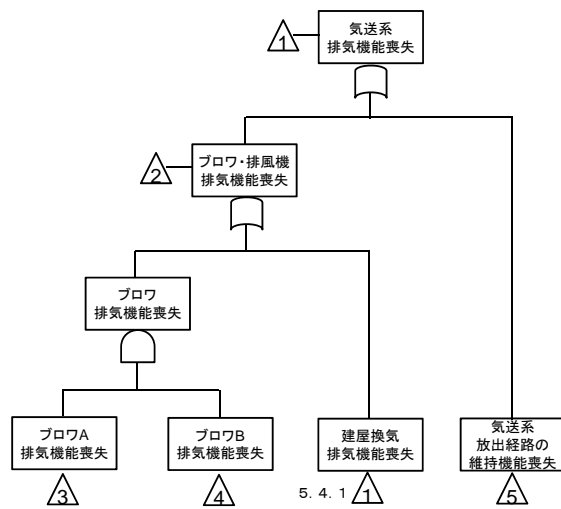 気送系
排気機能喪失
1
ブロワ・排風機
排気機能喪失
2
ブロワ
排気機能喪失
ブロワA
排気機能喪失
ブロワB
排気機能喪失
建屋換気
排気機能喪失
気送系
放出経路の
維持機能喪失
3
4
5.4.1 1
5